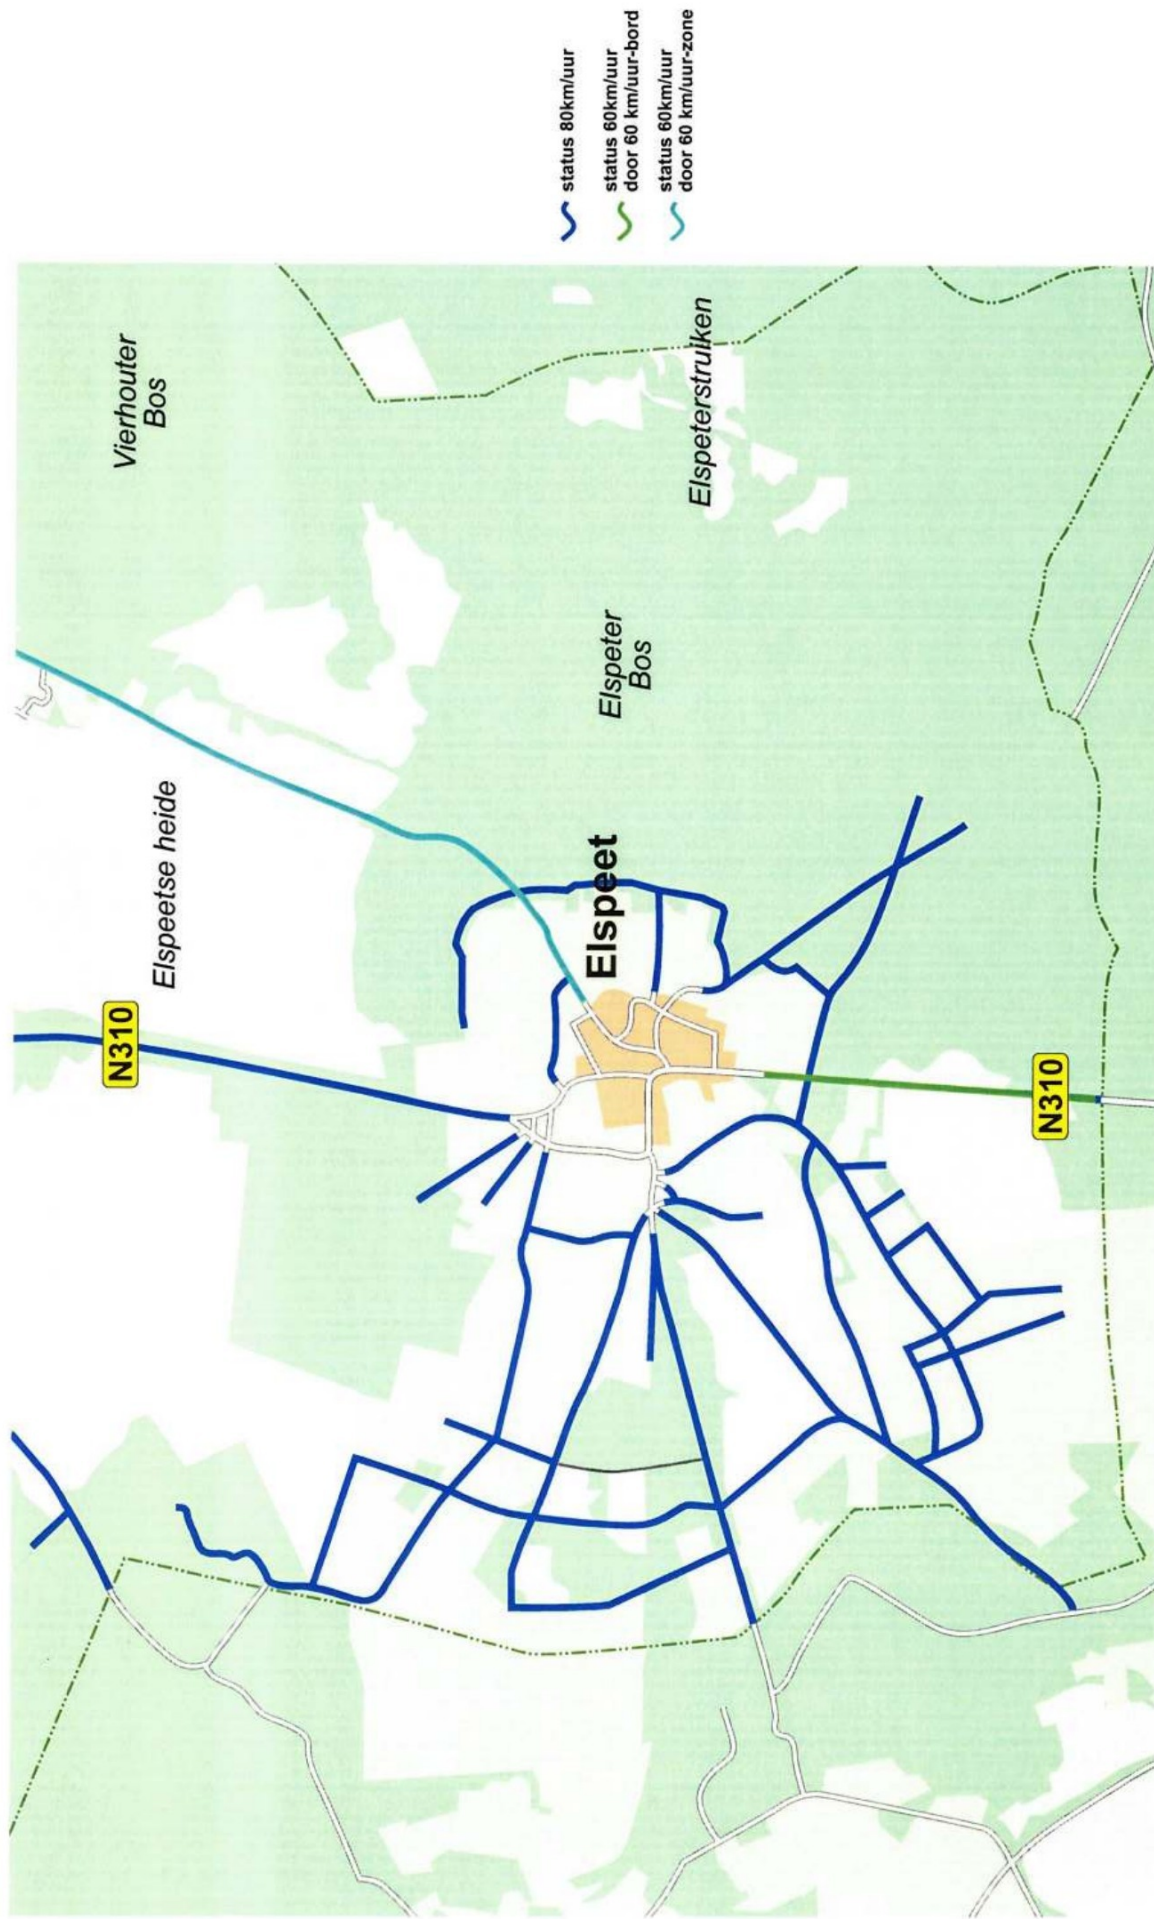 Vierhouter
Bos
Elspeetse heide
N310
Elspeter
Bos
Elspeet
Elspeterstruiken
N310
status 80km/uur
status 60km/uur
door 60 km/uur-bord
status 60km/uur
door 60 km/uur-zone